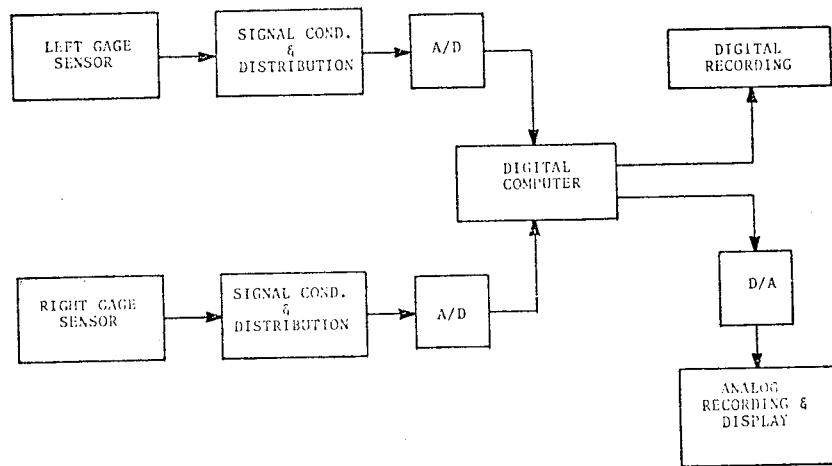 LEFT GAGE
SENSOR
SIGNAL COND.
&
DISTRIBUTION
A/D
DIGITAL
RECORDING
DIGITAL
COMPUTER
RIGHT GAGE
SENSOR
SIGNAL COND.
&
DISTRIBUTION
A/D
D/A
ANALOG
RECORDING &
DISPLAY